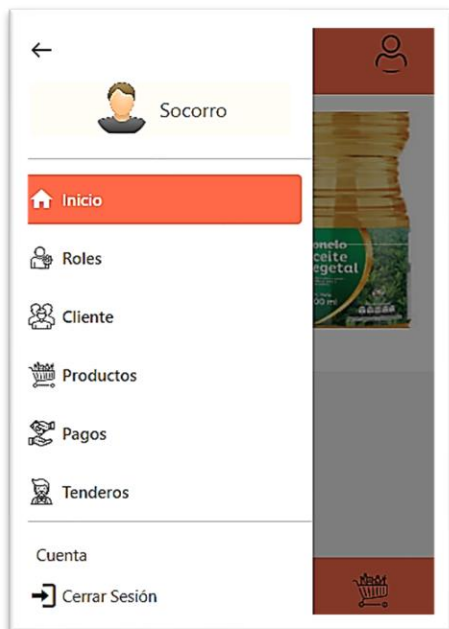 Socorro
Inicio
Roles
Cliente
Productos
Pagos
Tenderos
Cuenta
Cerrar Sesión